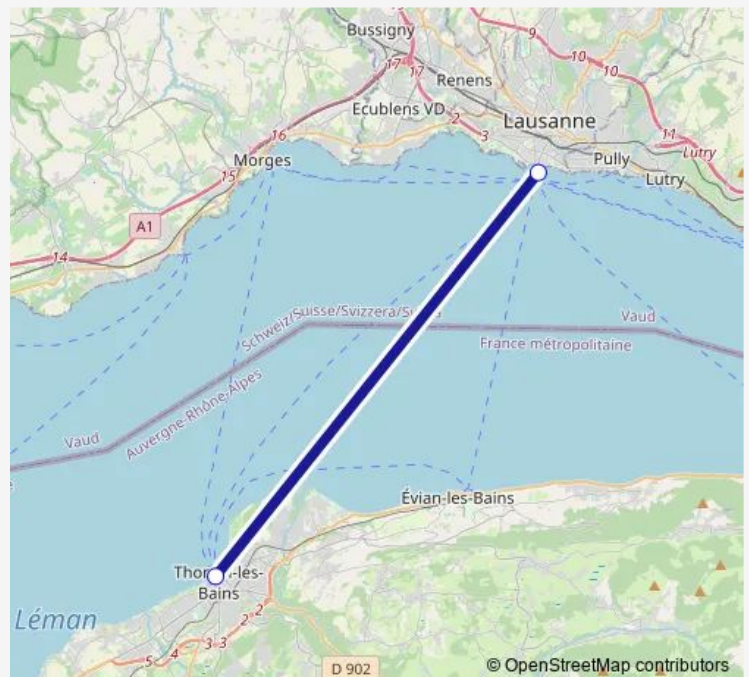 Bussigny
9
10
17
17
Renens
10
Ecublens VD
2
3
Lausanne
11
Lutry
16
Morges
Pully
Lutry
15
A1
14
Schweiz/Suisse/Svizzera/
Vaud
France métropolitaine
Auvergne-Rhône-Alpes
Vaud
Évian-les-Bains
Bains
Léman
2
2
3
3
4
5
D 902
© OpenStreetMap contributors